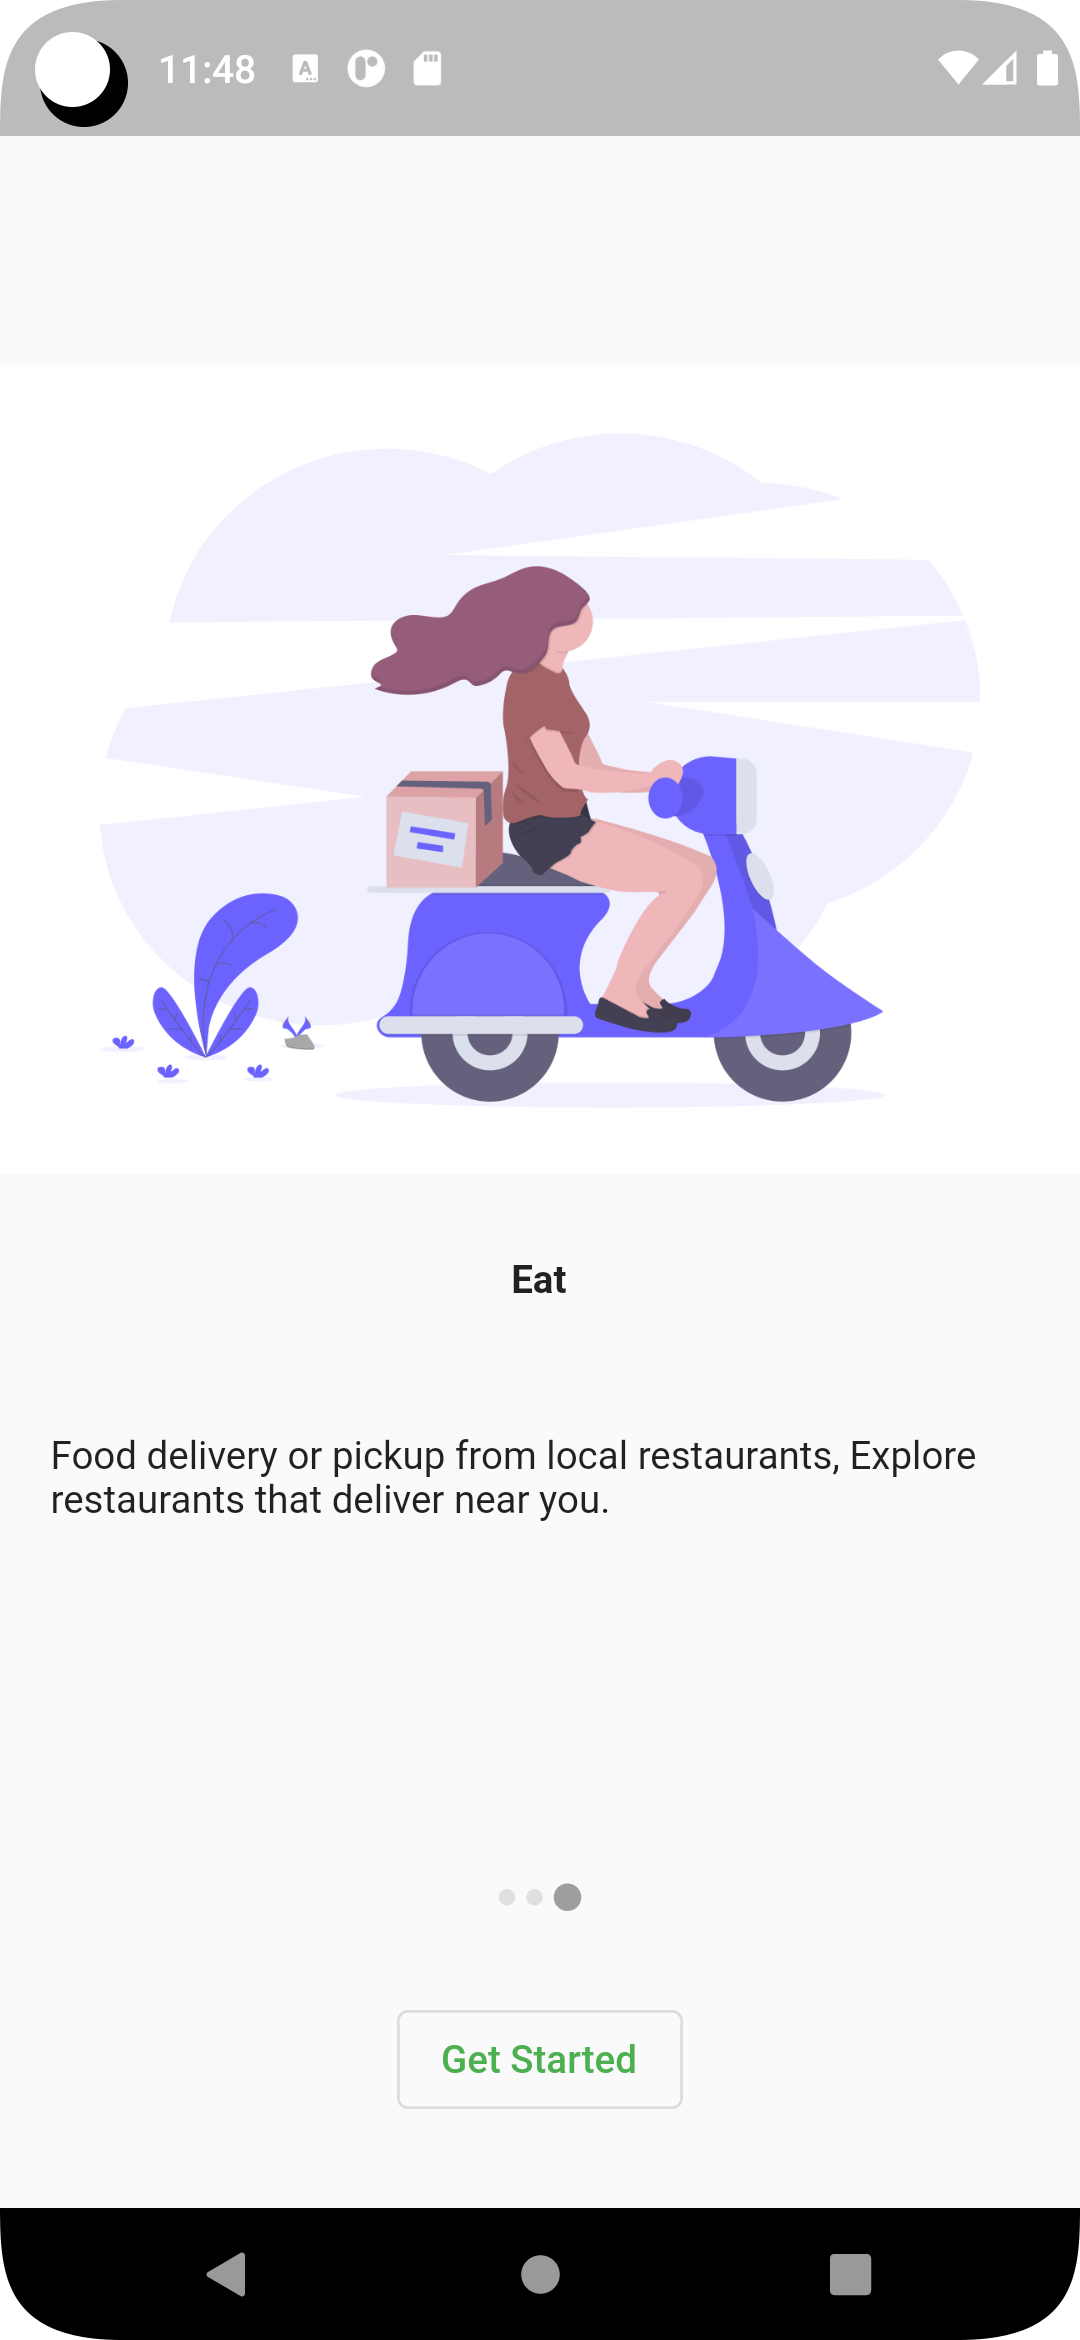 11:48
Eat
Food delivery or pickup from local restaurants, Explore
restaurants that deliver near you.
Get Started